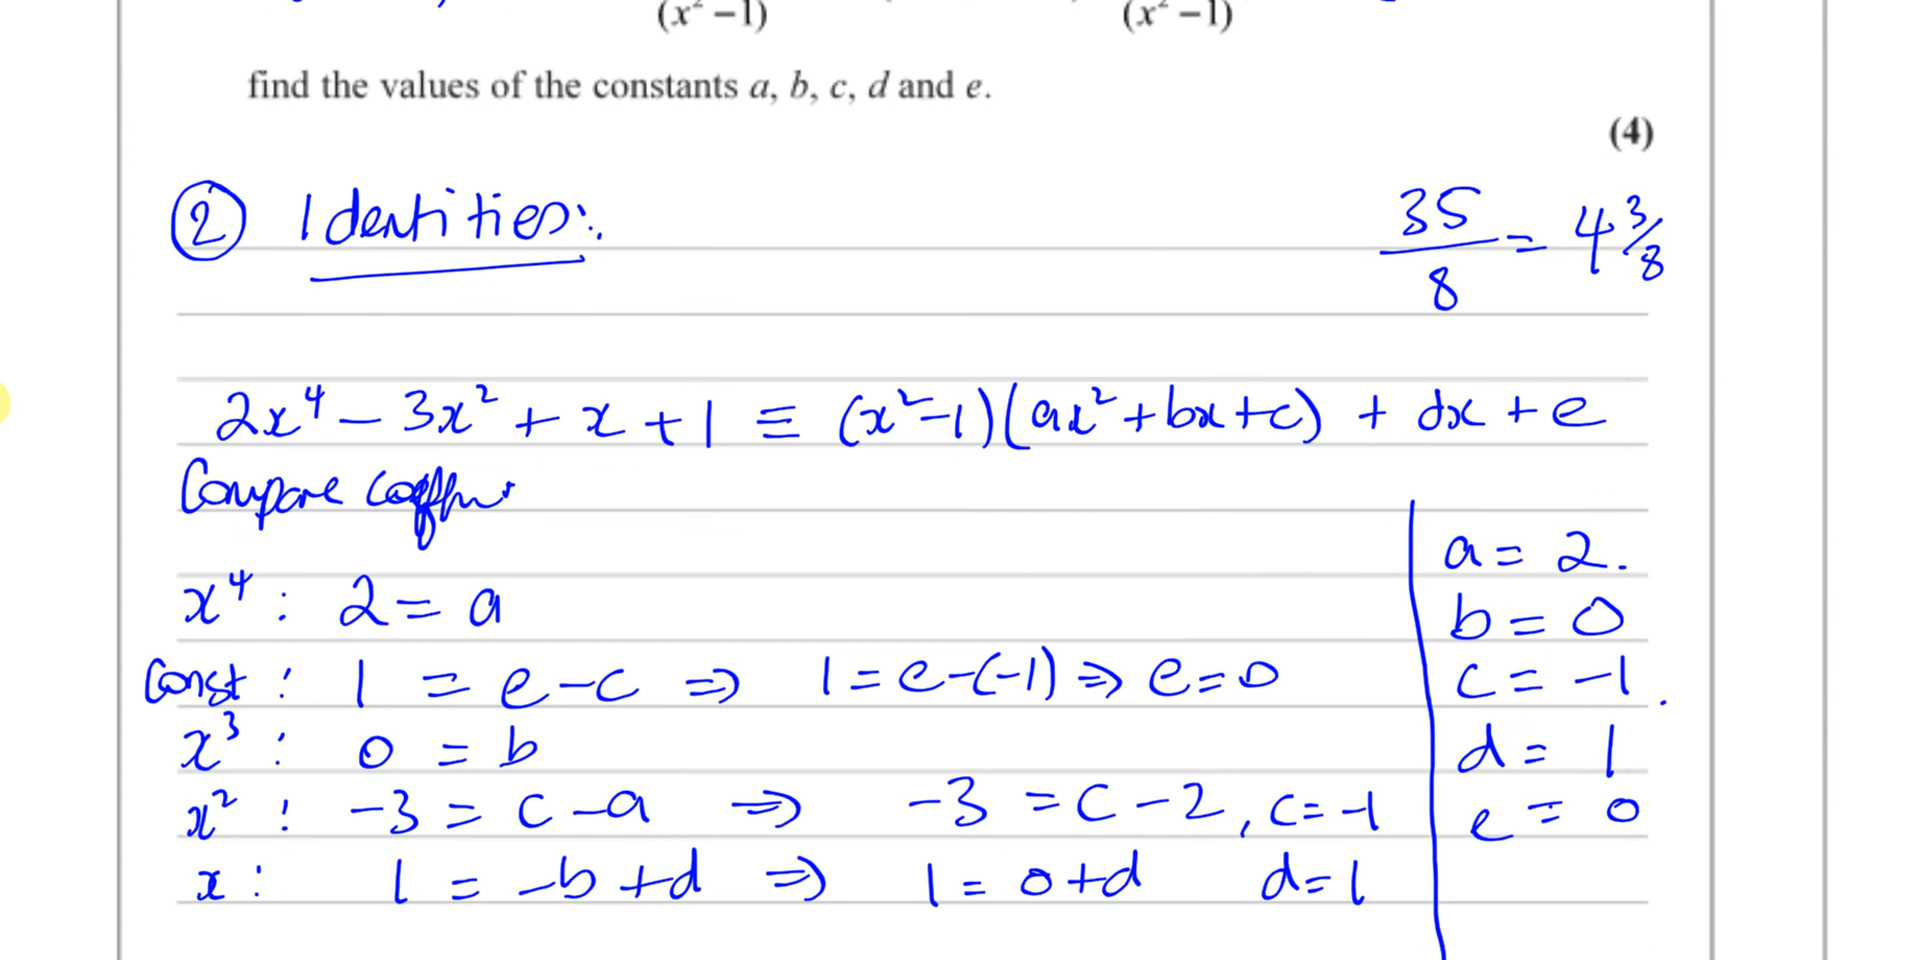 (x² − 1) (x² − 1)
find the values of the constants a, b, c, d and e.
(4)
② Identities:. 35/8 = 4 3/8
2x⁴ − 3x² + x + 1 ≡ (x²−1)(ax²+bx+c) + dx + e
Compare
x⁴ : 2 = a
Const : 1 = e − c ⇒ 1 = e−(−1) ⇒ e = 0
x³ : 0 = b
x² : −3 = c − a ⇒ −3 = c − 2, c = −1
x : 1 = −b + d ⇒ 1 = 0+d d = 1
a = 2.
b = 0
c = −1.
d = 1
e = 0